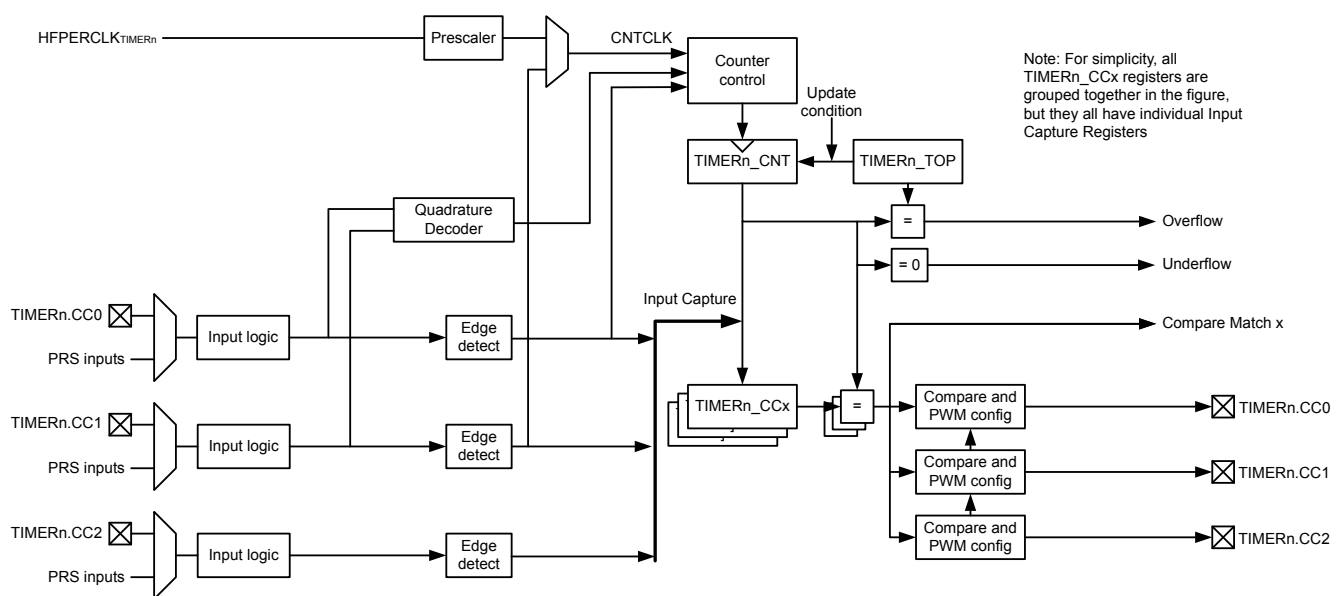 HFPERCLKTIMERn
Prescaler
CNTCLK
Counter
control
Note: For simplicity, all
TIMERn_CCx registers are
grouped together in the figure,
but they all have individual Input
Capture Registers
Update
condition
TIMERn_CNT
TIMERn_TOP
Quadrature
Decoder
=
Overflow
= 0
Underflow
TIMERn.CC0
Input logic
Edge
detect
PRS inputs
Input Capture
Compare Match x
TIMERn_CCx
=
Compare and
PWM config
TIMERn.CC0
TIMERn.CC1
Input logic
Edge
detect
PRS inputs
Compare and
PWM config
TIMERn.CC1
TIMERn.CC2
Input logic
Edge
detect
PRS inputs
Compare and
PWM config
TIMERn.CC2